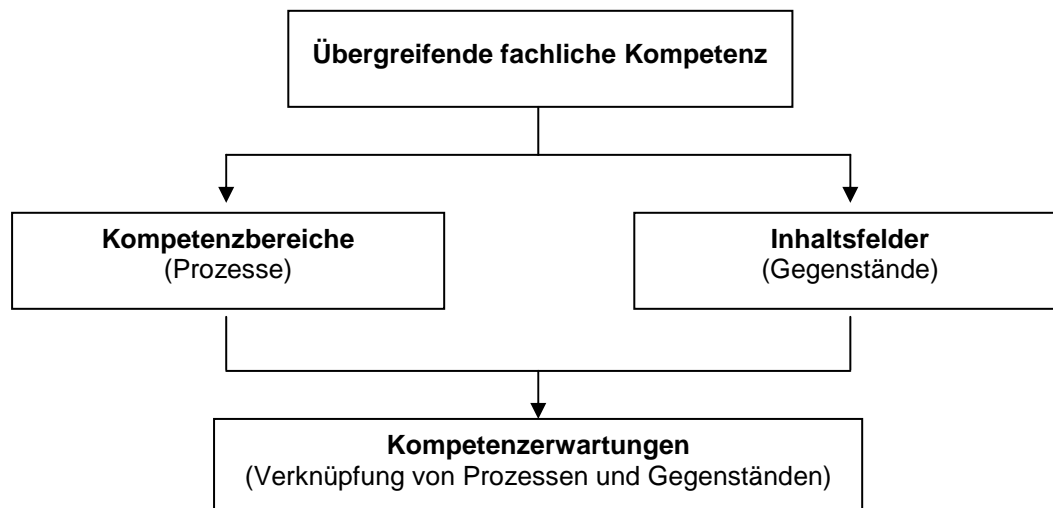 Übergreifende fachliche Kompetenz
Kompetenzbereiche
(Prozesse)
Inhaltsfelder
(Gegenstände)
Kompetenzerwartungen
(Verknüpfung von Prozessen und Gegenständen)